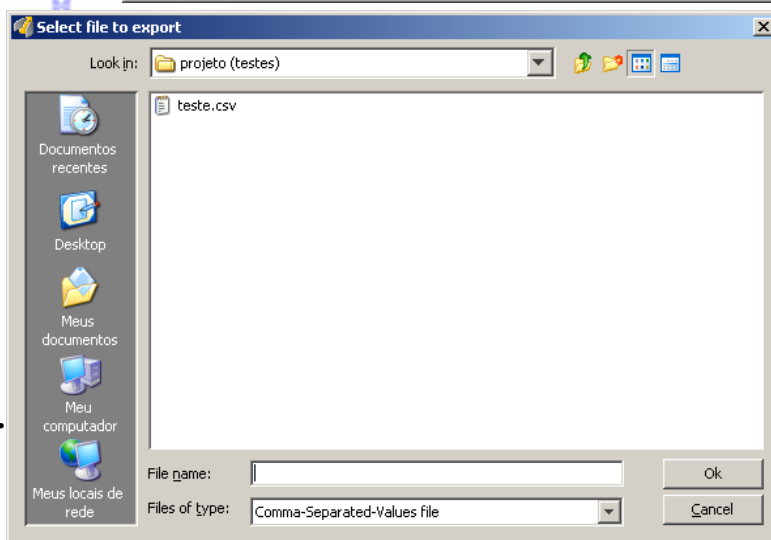 Select file to export
Look in:
projeto (testes)
teste.csv
Documentos
recentes
Desktop
Meus
documentos
Meu
computador
Meus locais de
rede
File name:
Ok
Files of type:
Comma-Separated-Values file
Cancel